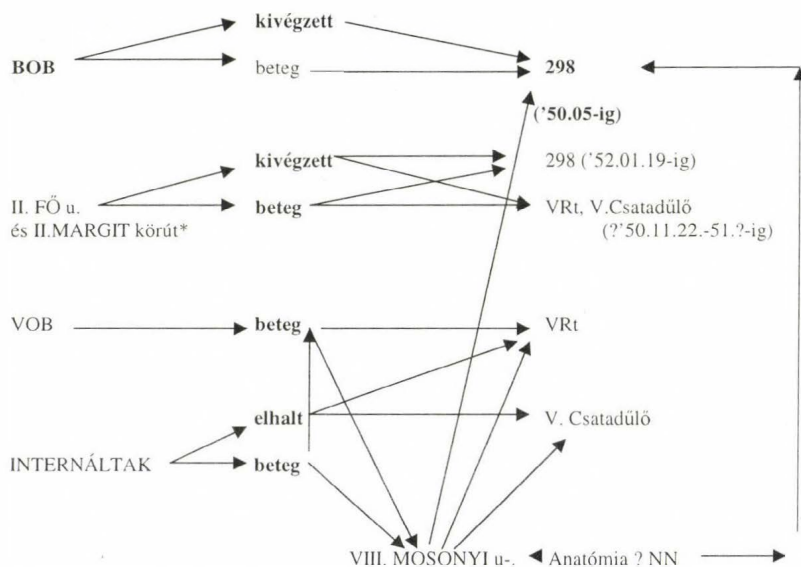 kivégzett
BOB beteg 298
('50.05-ig)
kivégzett 298 ('52.01.19-ig)
II. FŐ u. beteg VRt, V.Csatadűlő
és II.MARGIT körút* (?'50.11.22.-51.?-ig)
VOB beteg VRt
elhalt V. Csatadűlő
INTERNÁLTAK beteg
VIII. MOSONYI u-. Anatómia ? NN